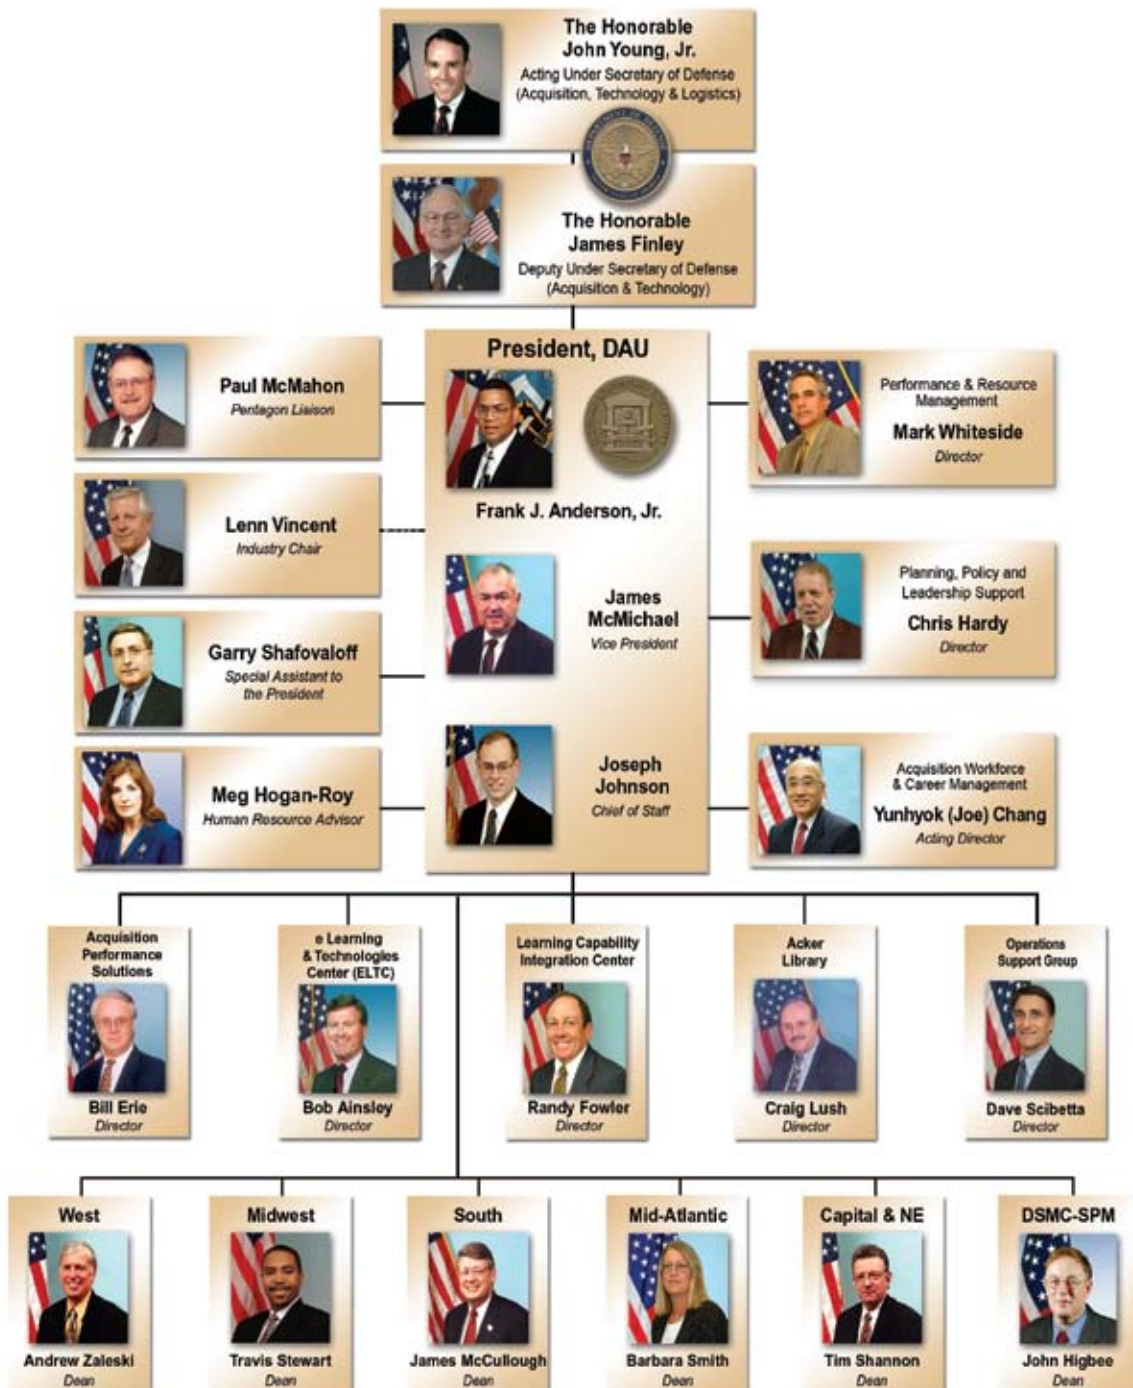 The Honorable
John Young, Jr.
Acting Under Secretary of Defense
(Acquisition, Technology & Logistics)
DEPARTMENT OF DEFENSE
The Honorable
James Finley
Deputy Under Secretary of Defense
(Acquisition & Technology)
President, DAU
Frank J. Anderson, Jr.
James
McMichael
Vice President
Joseph
Johnson
Chief of Staff
Paul McMahon
Pentagon Liaison
Lenn Vincent
Industry Chair
Garry Shafovaloff
Special Assistant to
the President
Meg Hogan-Roy
Human Resource Advisor
Performance & Resource
Management
Mark Whiteside
Director
Planning, Policy and
Leadership Support
Chris Hardy
Director
Acquisition Workforce
& Career Management
Yunhyok (Joe) Chang
Acting Director
Acquisition
Performance
Solutions
Bill Erie
Director
e Learning
& Technologies
Center (ELTC)
Bob Ainsley
Director
Learning Capability
Integration Center
Randy Fowler
Director
Acker
Library
Craig Lush
Director
Operations
Support Group
Dave Scibetta
Director
West
Andrew Zaleski
Dean
Midwest
Travis Stewart
Dean
South
James McCullough
Dean
Mid-Atlantic
Barbara Smith
Dean
Capital & NE
Tim Shannon
Dean
DSMC-SPM
John Higbee
Dean